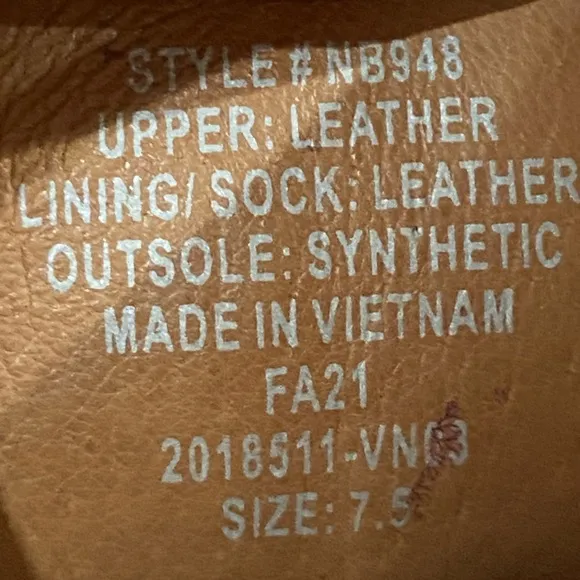 STYLE # NB948
UPPER: LEATHER
LINING/ SOCK: LEATHER
OUTSOLE: SYNTHETIC
MADE IN VIETNAM
FA21
2018511-VN03
SIZE: 7.5